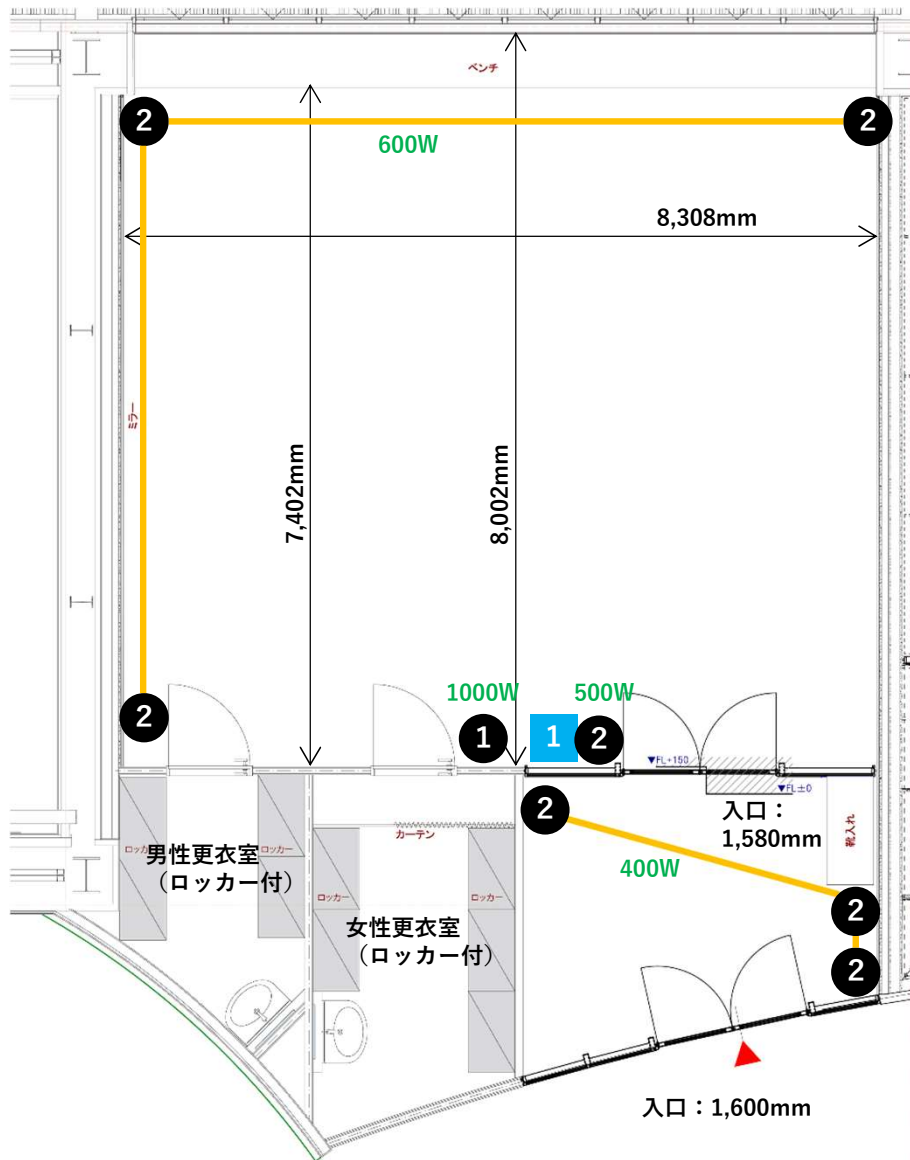 ベンチ
2
2
600W
8,308mm
ミラー
7,402mm
8,002mm
1000W
500W
2
1
1
2
▼FL+150
▼FL±0
2
入口：
1,580mm
靴入れ
カーテン
ロッカー
ロッカー
男性更衣室
（ロッカー付）
400W
ロッカー
ロッカー
女性更衣室
（ロッカー付）
2
2
入口：1,600mm